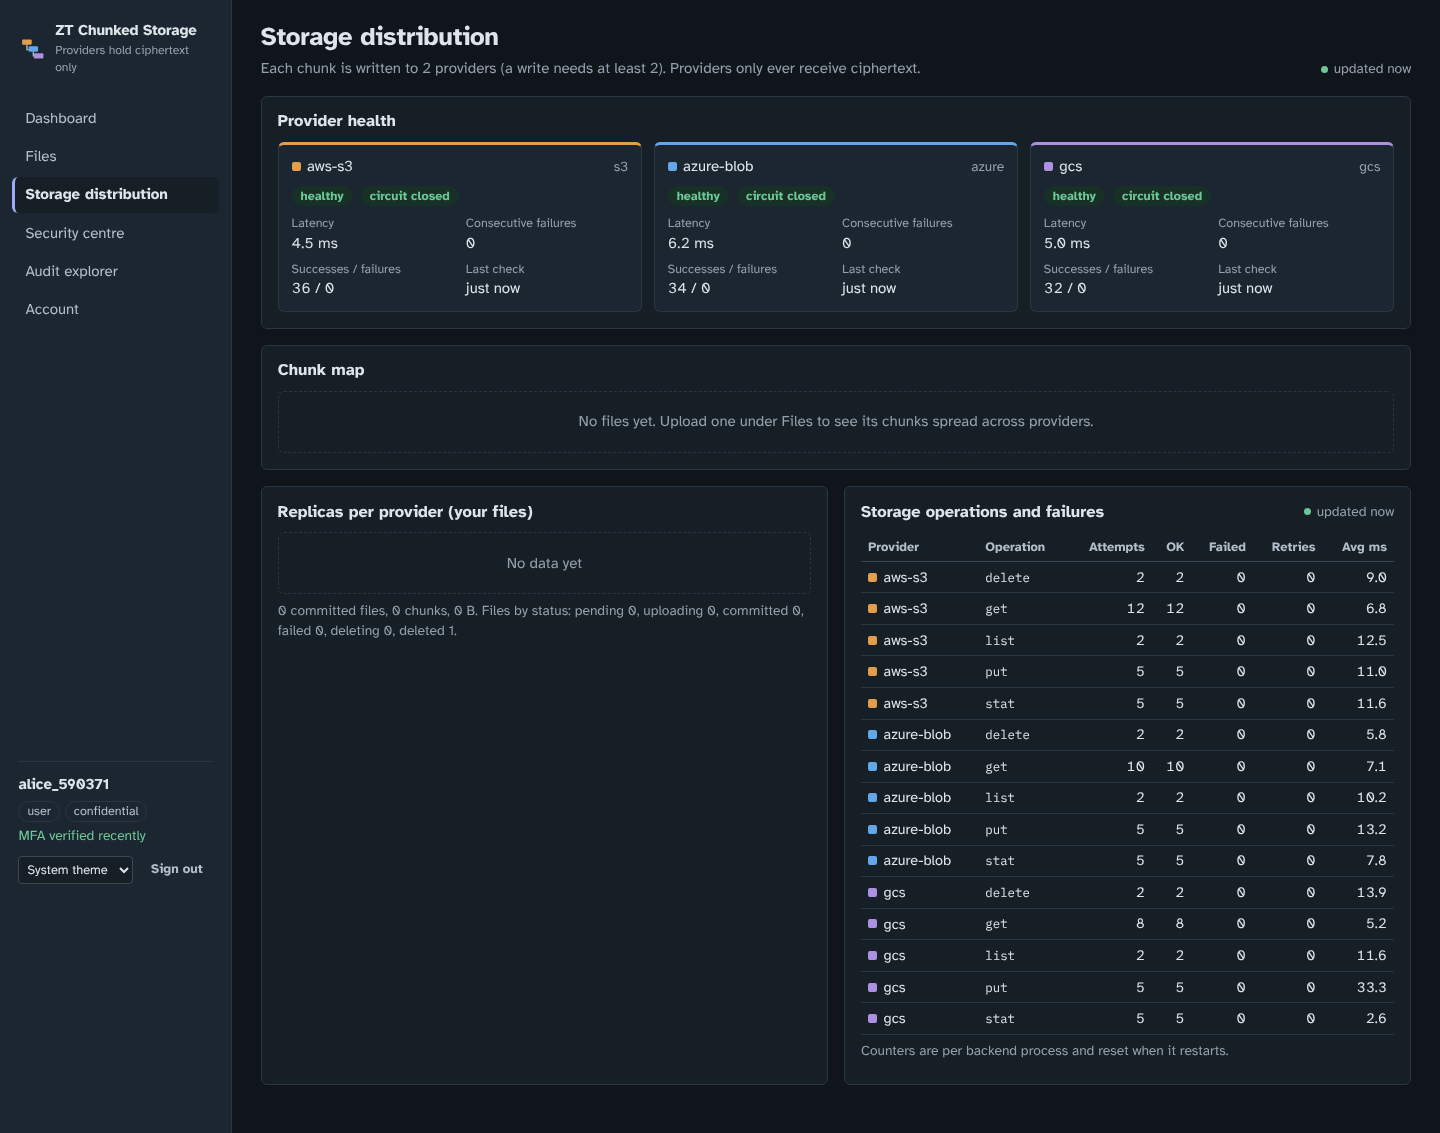 ZT Chunked Storage
Providers hold ciphertext
only
Dashboard
Files
Storage distribution
Security centre
Audit explorer
Account
alice_590371
user confidential
MFA verified recently
System theme Sign out
Storage distribution
Each chunk is written to 2 providers (a write needs at least 2). Providers only ever receive ciphertext.
updated now
Provider health
aws-s3 s3
healthy circuit closed
Latency Consecutive failures
4.5 ms 0
Successes / failures Last check
36 / 0 just now
azure-blob azure
healthy circuit closed
Latency Consecutive failures
6.2 ms 0
Successes / failures Last check
34 / 0 just now
gcs gcs
healthy circuit closed
Latency Consecutive failures
5.0 ms 0
Successes / failures Last check
32 / 0 just now
Chunk map
No files yet. Upload one under Files to see its chunks spread across providers.
Replicas per provider (your files)
No data yet
0 committed files, 0 chunks, 0 B. Files by status: pending 0, uploading 0, committed 0,
failed 0, deleting 0, deleted 1.
Storage operations and failures updated now
Provider Operation Attempts OK Failed Retries Avg ms
aws-s3 delete 2 2 0 0 9.0
aws-s3 get 12 12 0 0 6.8
aws-s3 list 2 2 0 0 12.5
aws-s3 put 5 5 0 0 11.0
aws-s3 stat 5 5 0 0 11.6
azure-blob delete 2 2 0 0 5.8
azure-blob get 10 10 0 0 7.1
azure-blob list 2 2 0 0 10.2
azure-blob put 5 5 0 0 13.2
azure-blob stat 5 5 0 0 7.8
gcs delete 2 2 0 0 13.9
gcs get 8 8 0 0 5.2
gcs list 2 2 0 0 11.6
gcs put 5 5 0 0 33.3
gcs stat 5 5 0 0 2.6
Counters are per backend process and reset when it restarts.